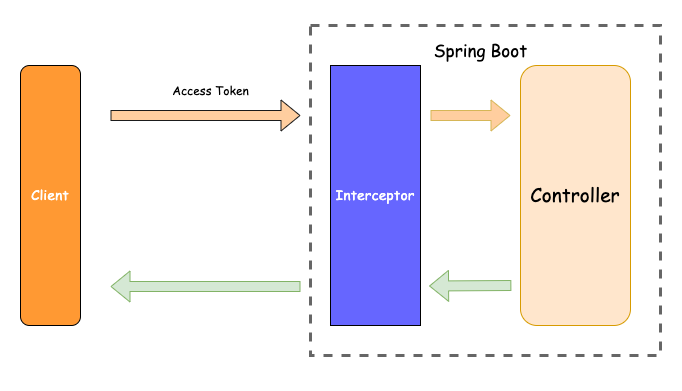 Spring Boot
Access Token
Client
Interceptor
Controller